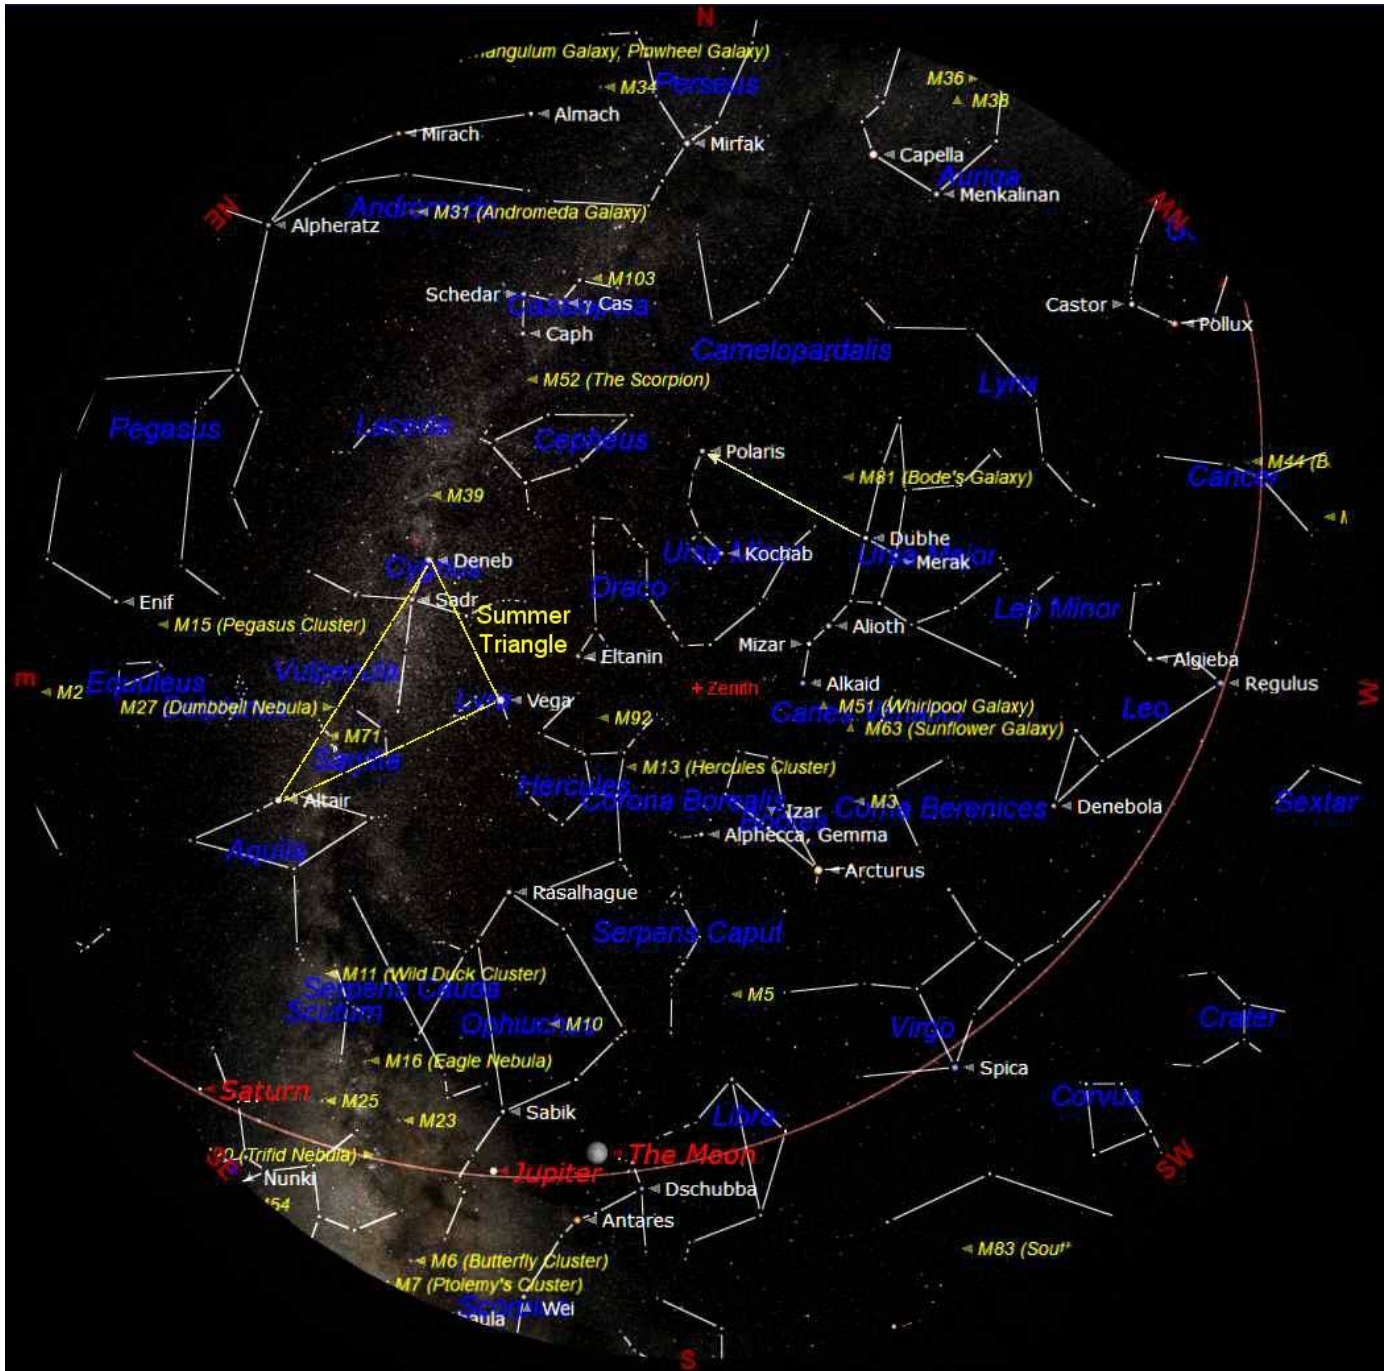 N
angulum Galaxy, Pinwheel Galaxy)
Perseus
M34
M36
M38
Almach
Mirach
Mirfak
Capella
Auriga
Menkalinan
NE
Andromeda
M31 (Andromeda Galaxy)
Alpheratz
NW
M103
Schedar
Cassiopeia
γ Cas
Caph
Castor
Pollux
Camelopardalis
M52 (The Scorpion)
Lynx
Pegasus
Lacerta
Cepheus
Polaris
M81 (Bode's Galaxy)
Cancer
M44 (B
M39
Deneb
Cygnus
Ursa Minor
Kochab
Dubhe
Ursa Major
Merak
Draco
Enif
Sadr
Summer
Triangle
Leo Minor
M15 (Pegasus Cluster)
Alioth
Mizar
Eltanin
Algieba
Vulpecula
Equuleus
M2
Zenith
Alkaid
Regulus
W
E
M27 (Dumbbell Nebula)
Lyra
Vega
M92
Canes Venatici
M51 (Whirlpool Galaxy)
M63 (Sunflower Galaxy)
Leo
M71
Sagitta
M13 (Hercules Cluster)
Hercules
Corona Borealis
Altair
Izar
Bootes
M3
Coma Berenices
Denebola
Sextar
Alphecca, Gemma
Aquila
Arcturus
Rasalhague
Serpens Caput
M11 (Wild Duck Cluster)
Serpens Cauda
Scutum
M5
Ophiuchus
M10
Virgo
Crater
M16 (Eagle Nebula)
Spica
Saturn
M25
M23
Sabik
Libra
Corvus
SW
0 (Trifid Nebula)
SE
Nunki
The Moon
Jupiter
Dschubba
M54
Antares
M83 (Sout
M6 (Butterfly Cluster)
M7 (Ptolemy's Cluster)
Scorpius
Wei
aula
S